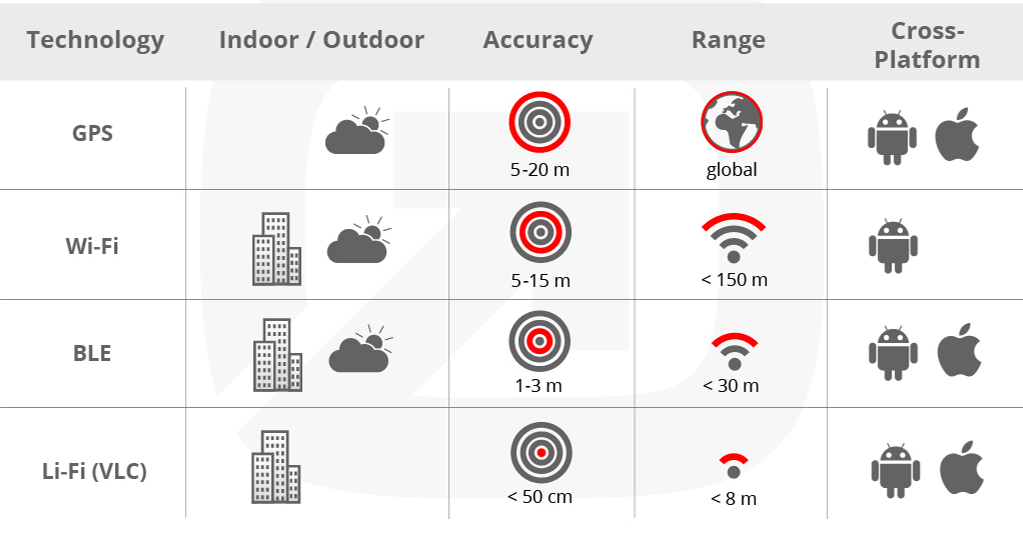 Technology Indoor / Outdoor Accuracy Range Cross-
Platform
GPS
5-20 m
global
Wi-Fi
5-15 m
< 150 m
BLE
1-3 m
< 30 m
Li-Fi (VLC)
< 50 cm
< 8 m